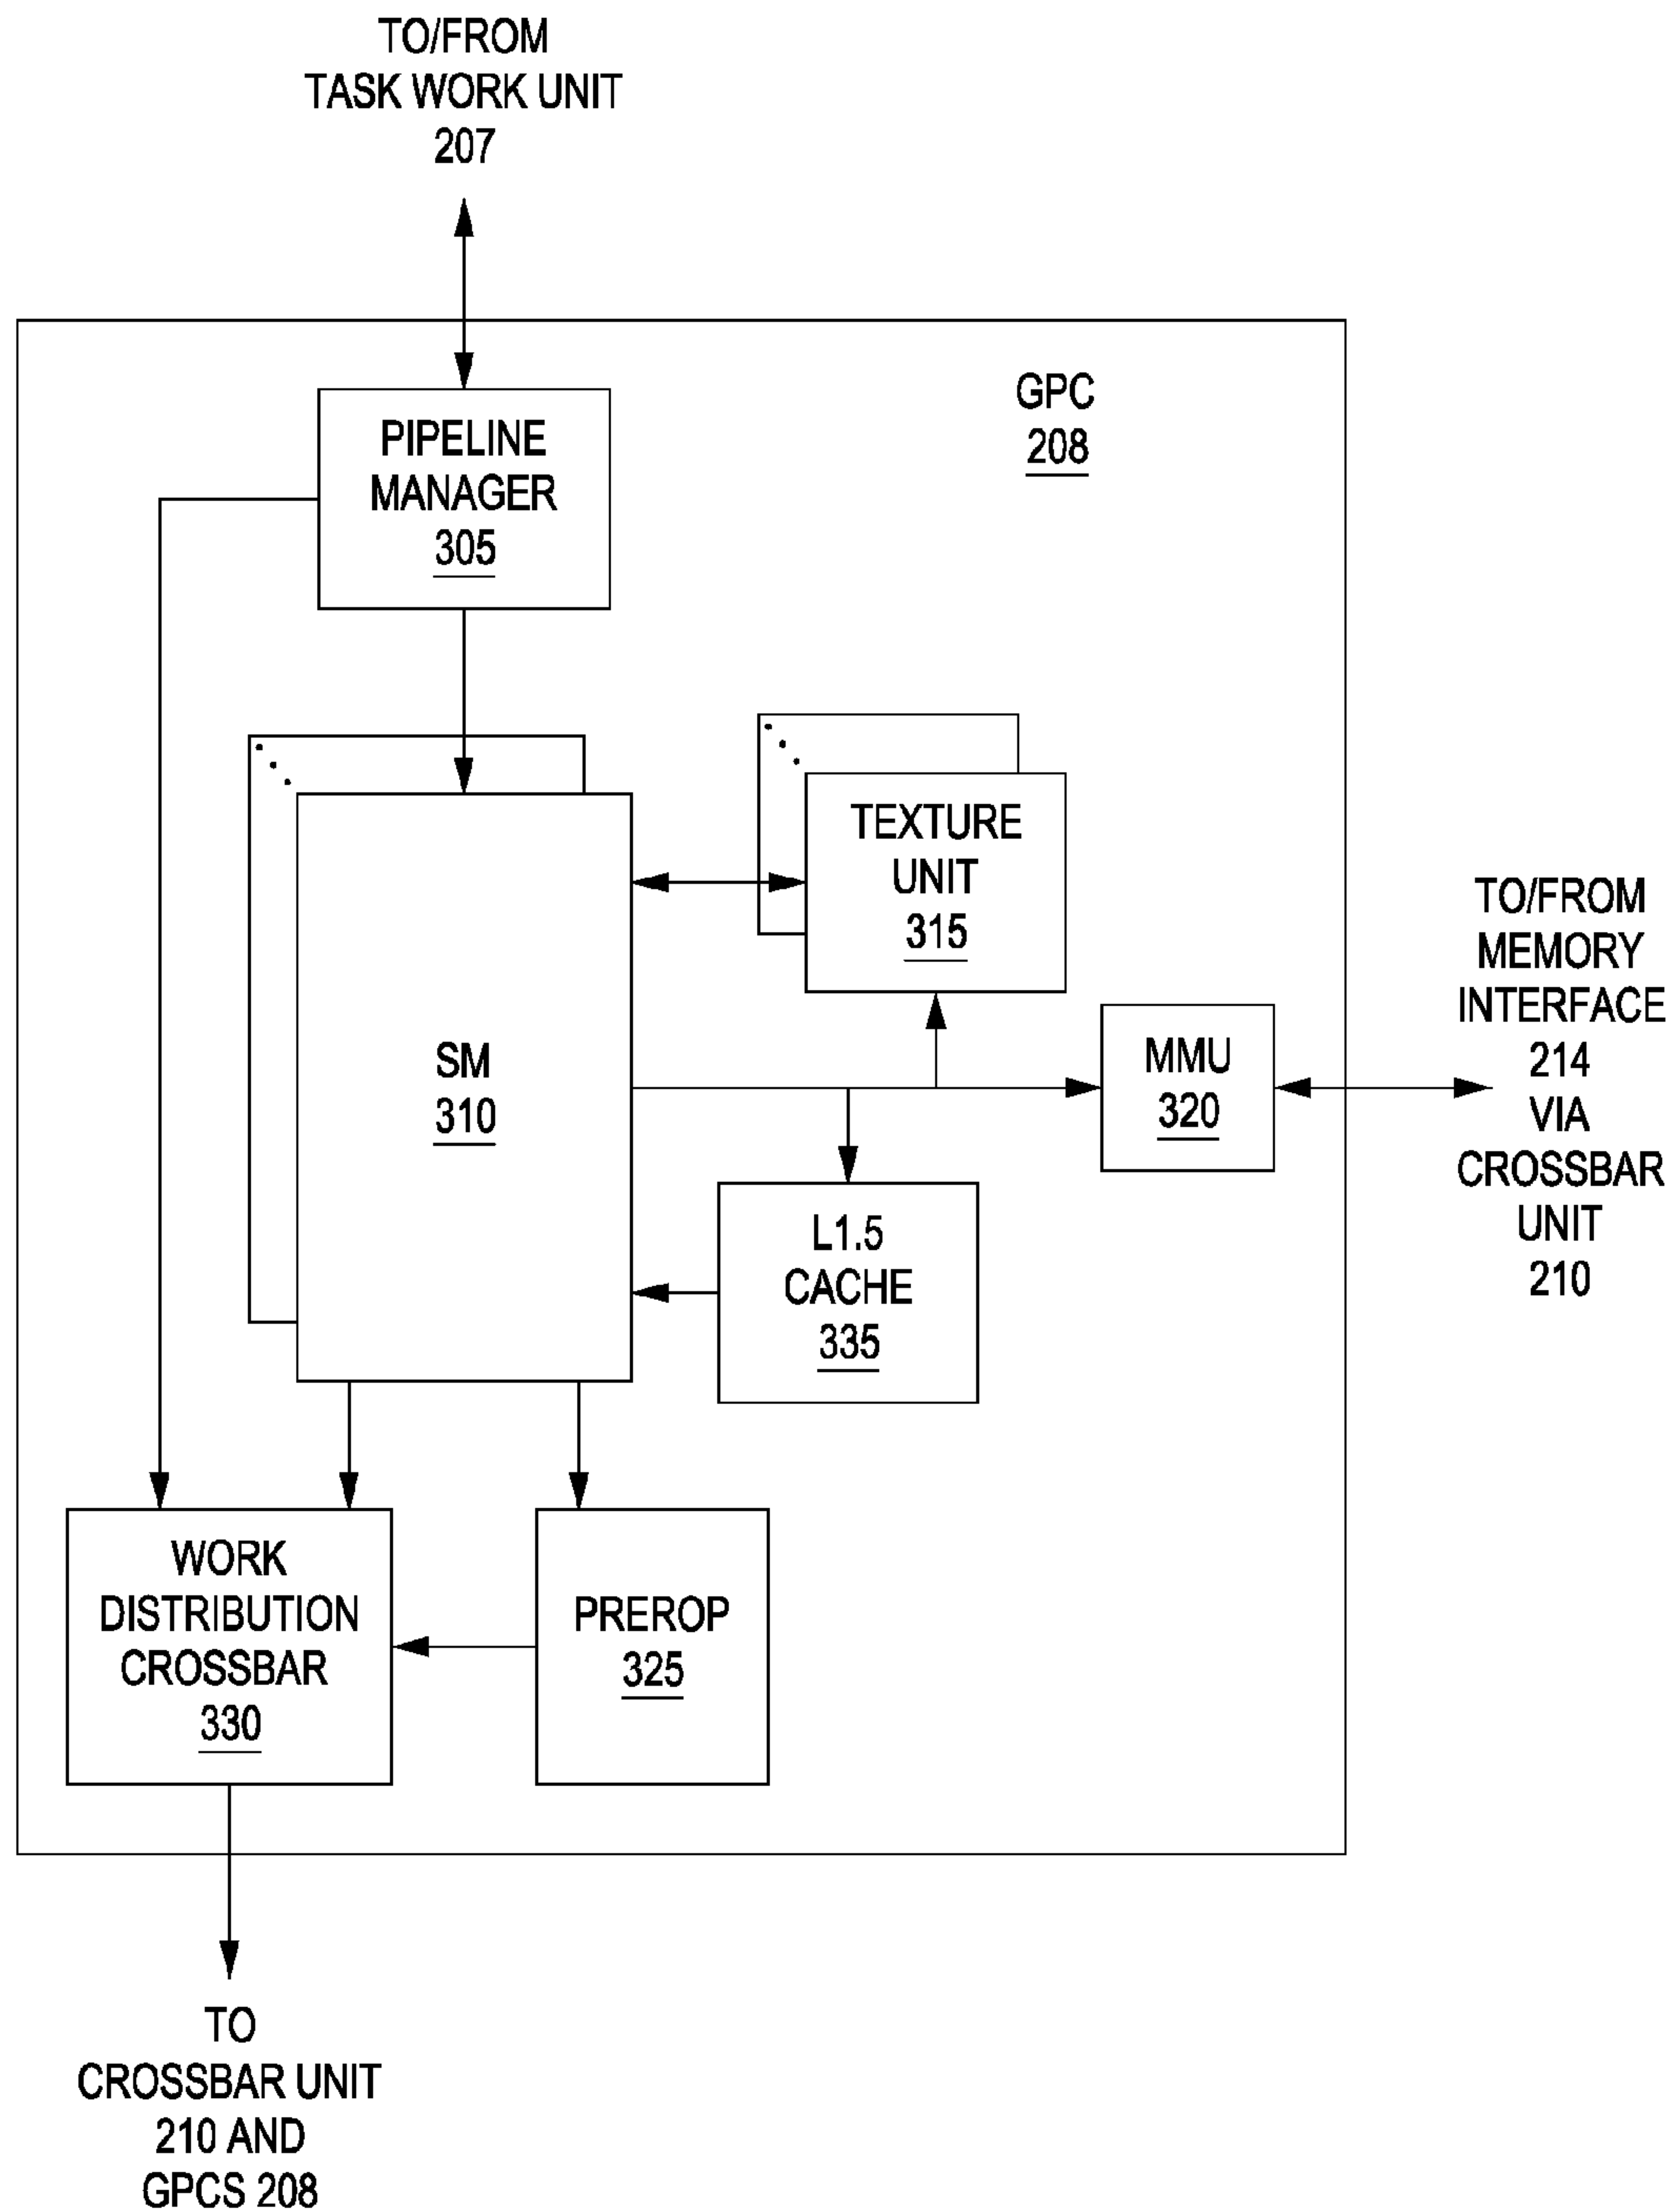 TO/FROM
TASK WORK UNIT
207
GPC
208
PIPELINE
MANAGER
305
TEXTURE
UNIT
315
TO/FROM
MEMORY
INTERFACE
214
VIA
CROSSBAR
UNIT
210
SM
310
MMU
320
L1.5
CACHE
335
WORK
DISTRIBUTION
CROSSBAR
330
PREROP
325
TO
CROSSBAR UNIT
210 AND
GPCS 208